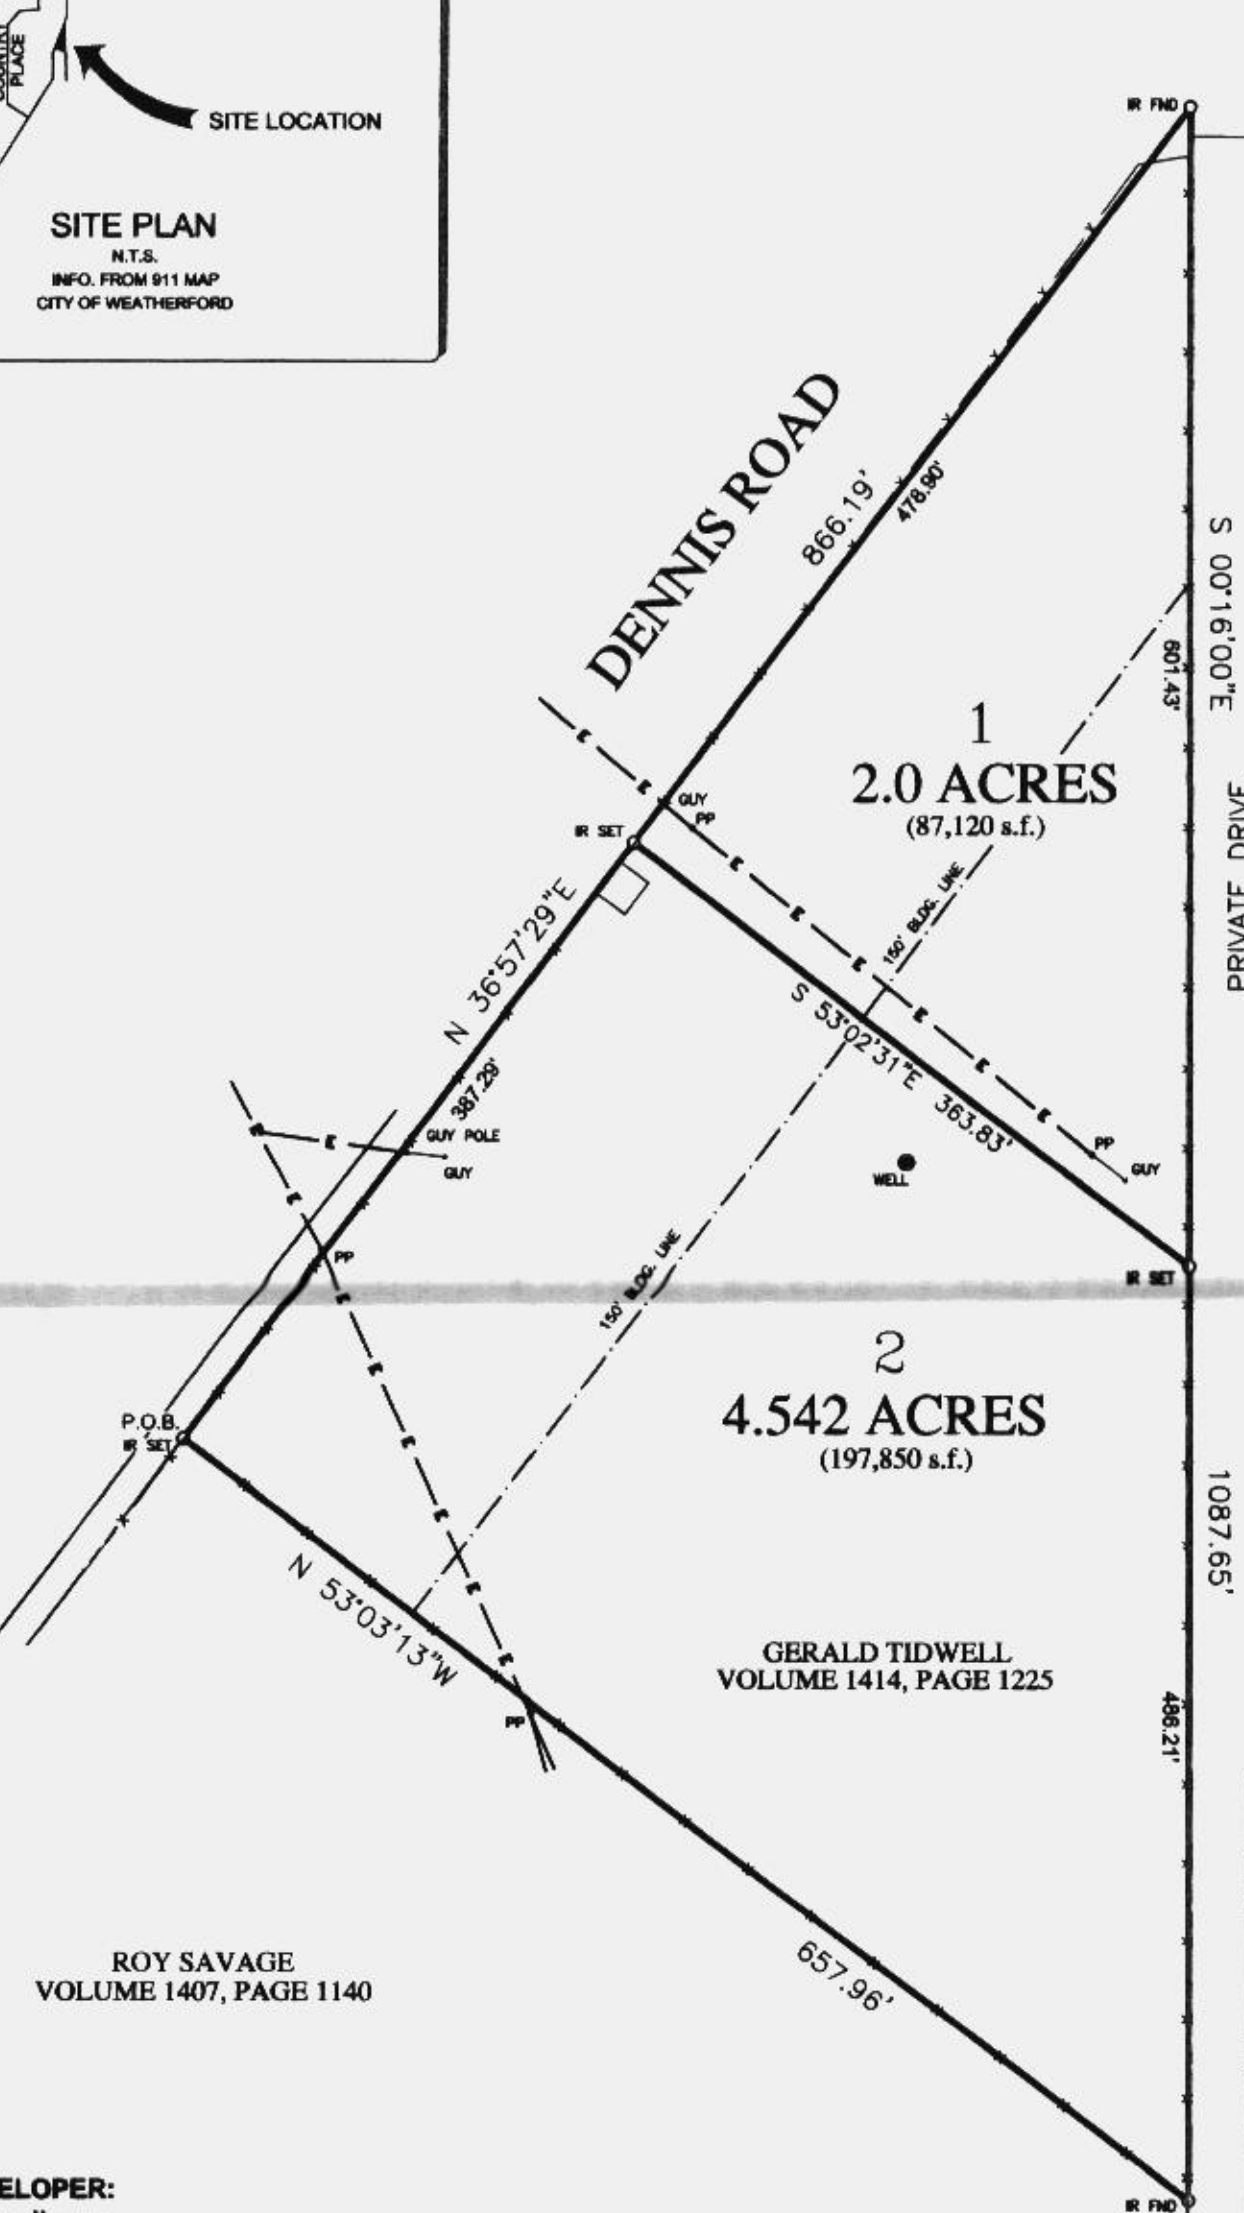 COUNTRY
PLACE
SITE LOCATION
SITE PLAN
N.T.S.
INFO. FROM 911 MAP
CITY OF WEATHERFORD
IR FND
DENNIS ROAD
866.19'
478.90'
S 00°16'00"E
601.43'
PRIVATE DRIVE
1
2.0 ACRES
(87,120 s.f.)
GUY
PP
IR SET
150' BLDG. LINE
N 36°57'29"E
387.29'
S 53°02'31"E 363.83'
GUY POLE
GUY
PP
PP
GUY
WELL
IR SET
150' BLDG. LINE
2
4.542 ACRES
(197,850 s.f.)
P.O.B.
IR SET
N 53°03'13"W
1087.65'
GERALD TIDWELL
VOLUME 1414, PAGE 1225
486.21'
PP
657.96'
ROY SAVAGE
VOLUME 1407, PAGE 1140
ELOPER:
IR FND